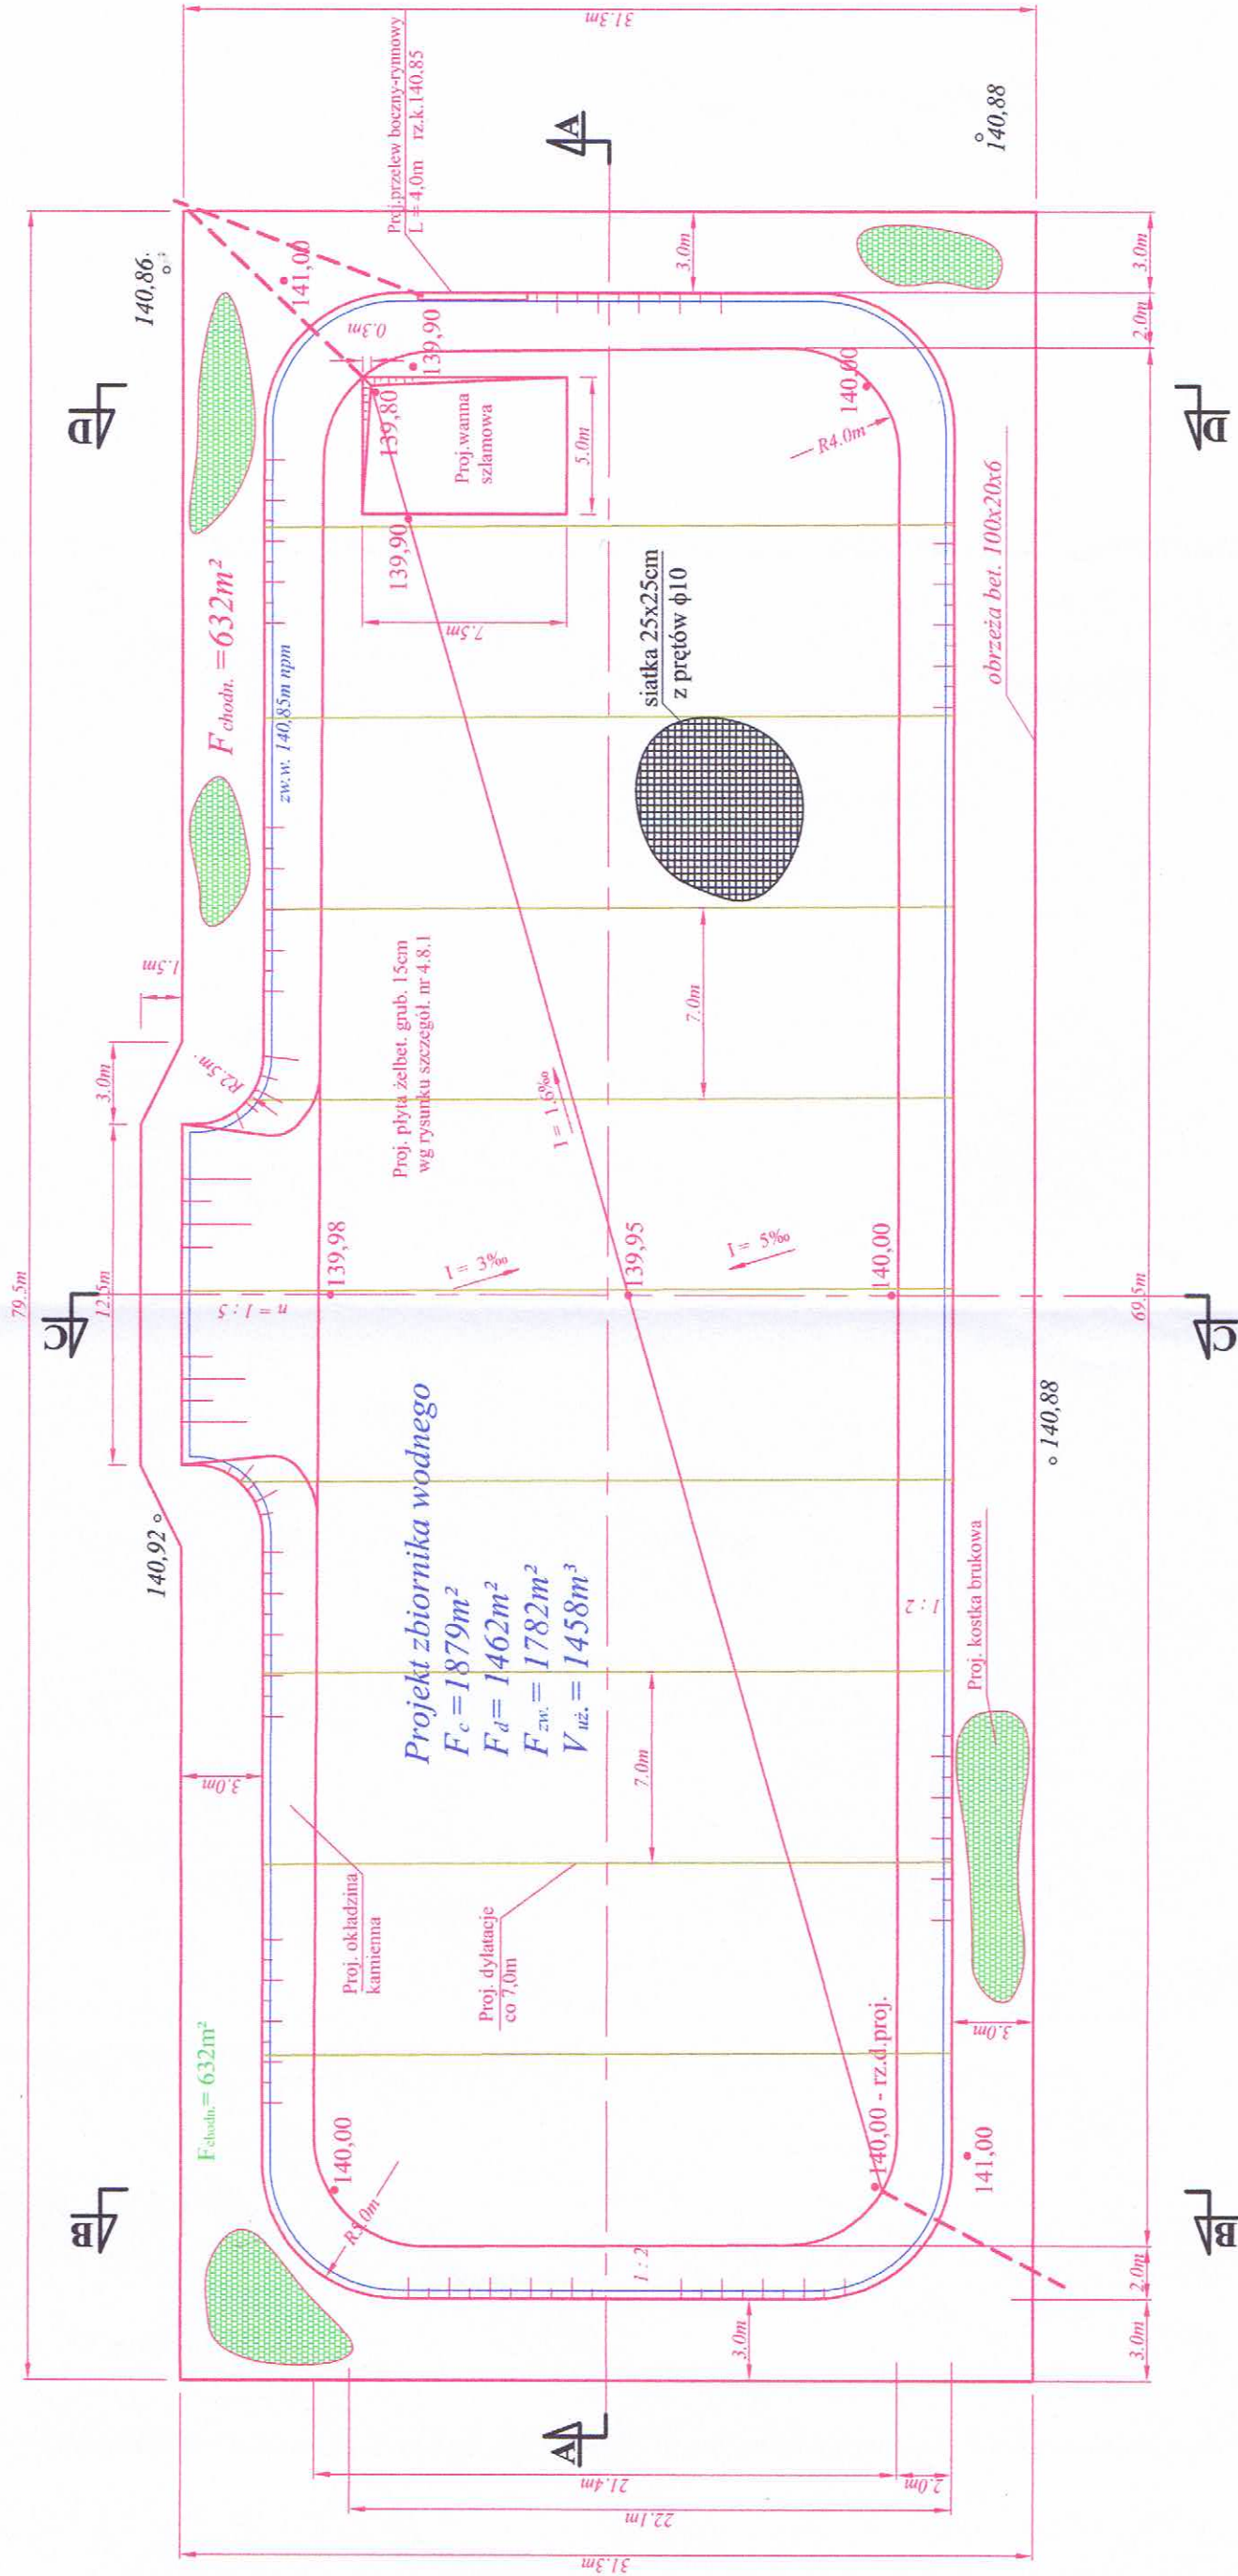 79.5m
D
C
B
12.5m
3.0m
1.5m
140,86
140,92
F chodn. = 632m²
Fchodn. = 632m²
zw.w. 140,85m npm
n = 1 : 5
R2.5m
3.0m
141,00
0.3m
139,90
139,80
Proj.wanna
szlamowa
5.0m
139,90
7.5m
Proj.przelew boczny-rynnowy
L = 4,0m rz.k.140.85
31.3m
A
3.0m
140,88
139,98
140,00
R5.0m
Proj. okładzina
kamienna
Proj. dylatacje
co 7,0m
Projekt zbiornika wodnego
Fc = 1879m²
Fd = 1462m²
Fzw. = 1782m²
Vuż. = 1458m³
Proj. płyta żelbet. grub. 15cm
wg rysunku szczegół. nr 4.8.1
I = 3‰
I = 1.6‰
139,95
I = 5‰
7.0m
7.0m
siatka 25x25cm
z prętów ϕ10
R4.0m
140,00
140,00
140,00 - rz.d.proj.
1 : 2
1 : 2
3.0m
A
21.4m
2.0m
22.1m
31.3m
3.0m
141,00
Proj. kostka brukowa
140,88
obrzeża bet. 100x20x6
3.0m
2.0m
69.5m
2.0m
3.0m
B
C
D